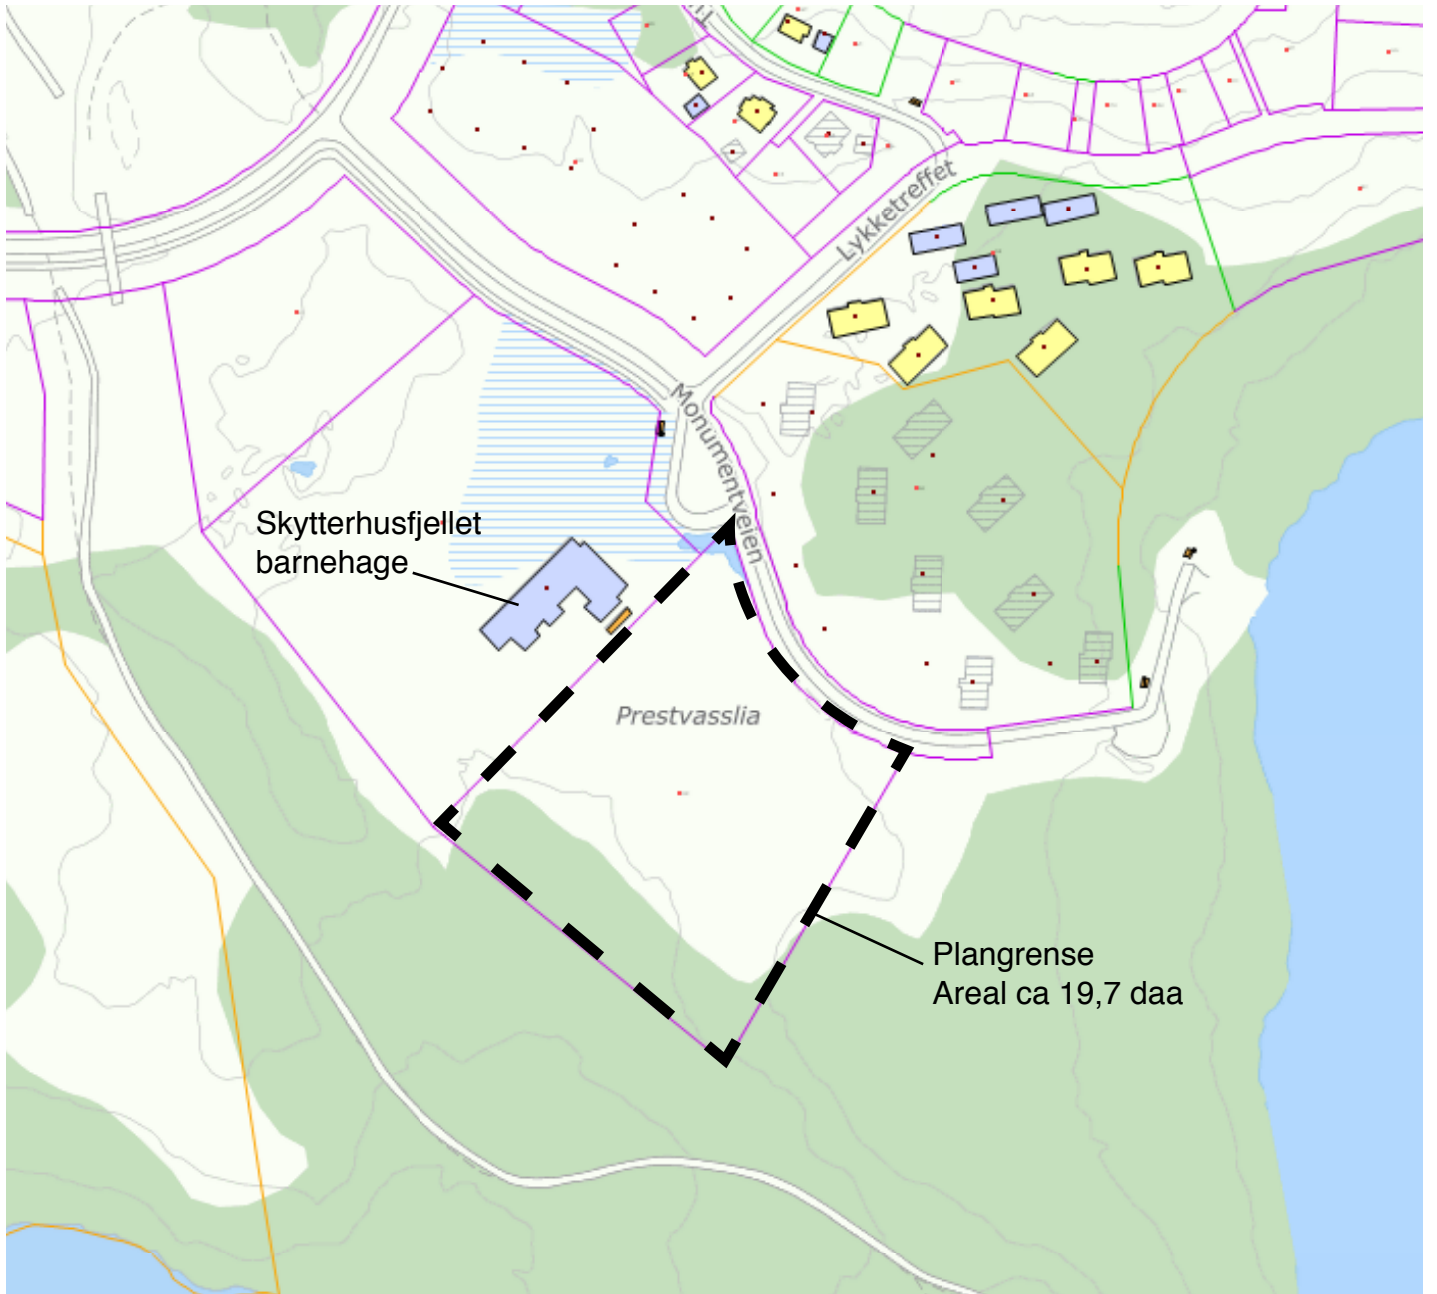 Lykketreffet
Monumentveien
Skytterhusfjellet
barnehage
Prestvasslia
Plangrense
Areal ca 19,7 daa